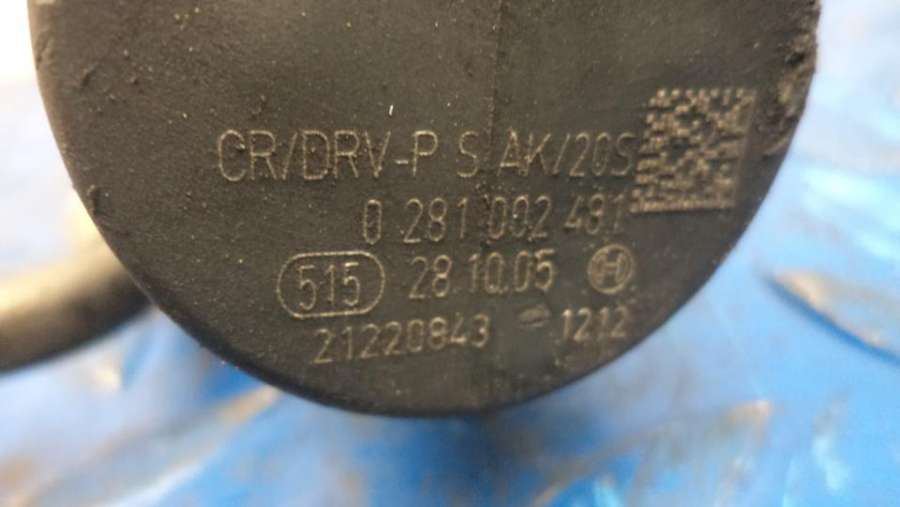 CR/DRV-P S AK/20S
0 281 002 481
515 28.10.05 H
21220843 1212